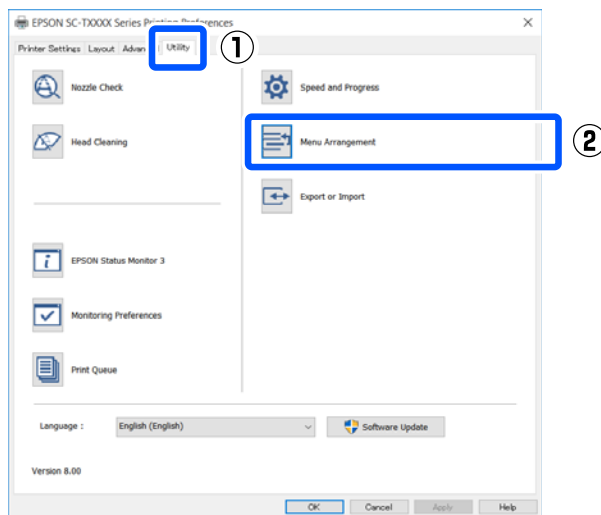 EPSON SC-TXXXX Series Printing Preferences
Printer Settings Layout Advan Utility
①
Nozzle Check
Speed and Progress
Head Cleaning
Menu Arrangement
②
Export or Import
EPSON Status Monitor 3
Monitoring Preferences
Print Queue
Language : English (English)
Software Update
Version 8.00
OK Cancel Apply Help